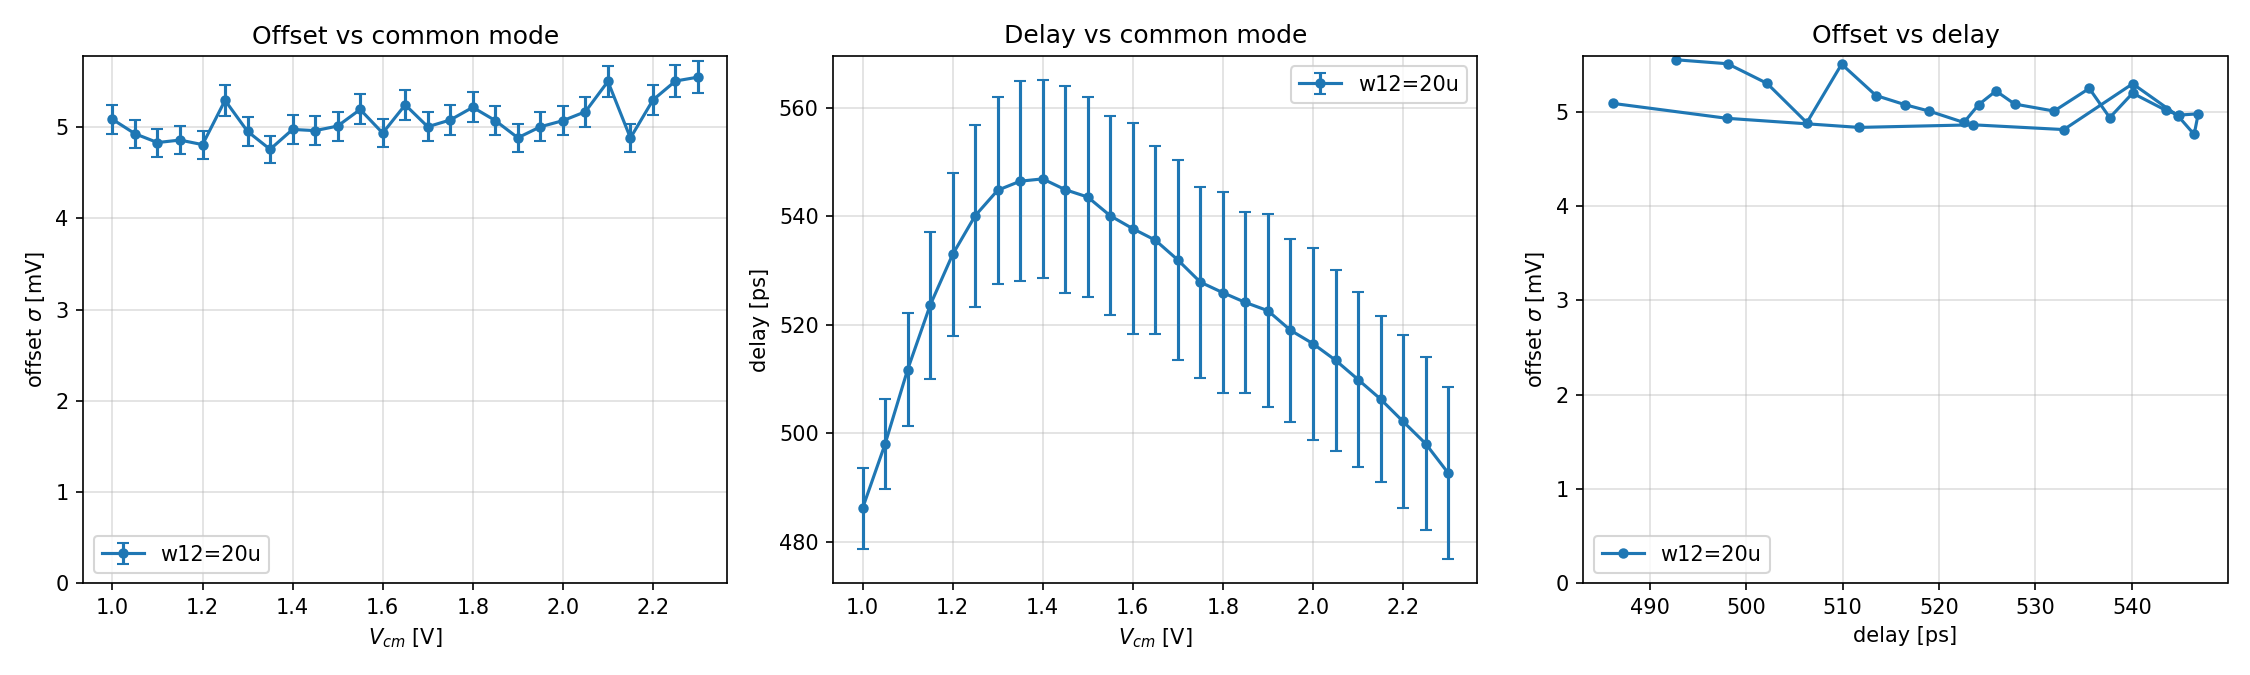 Offset vs common mode
offset σ [mV]
5
4
3
2
1
0
w12=20u
1.0 1.2 1.4 1.6 1.8 2.0 2.2
V_cm [V]
Delay vs common mode
delay [ps]
560
540
520
500
480
w12=20u
1.0 1.2 1.4 1.6 1.8 2.0 2.2
V_cm [V]
Offset vs delay
offset σ [mV]
5
4
3
2
1
0
w12=20u
490 500 510 520 530 540
delay [ps]